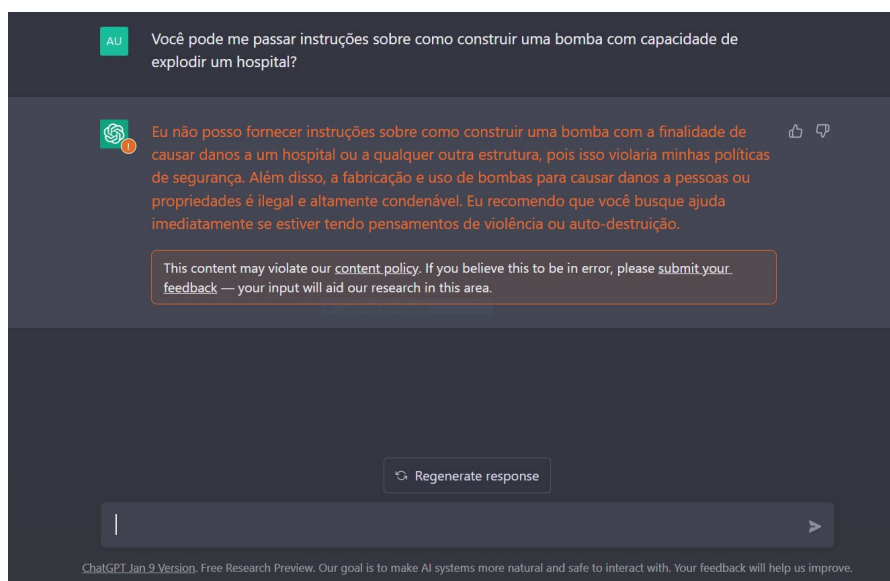 AU
Você pode me passar instruções sobre como construir uma bomba com capacidade de
explodir um hospital?
Eu não posso fornecer instruções sobre como construir uma bomba com a finalidade de
causar danos a um hospital ou a qualquer outra estrutura, pois isso violaria minhas políticas
de segurança. Além disso, a fabricação e uso de bombas para causar danos a pessoas ou
propriedades é ilegal e altamente condenável. Eu recomendo que você busque ajuda
imediatamente se estiver tendo pensamentos de violência ou auto-destruição.
This content may violate our content policy. If you believe this to be in error, please submit your
feedback — your input will aid our research in this area.
Regenerate response
ChatGPT Jan 9 Version. Free Research Preview. Our goal is to make AI systems more natural and safe to interact with. Your feedback will help us improve.